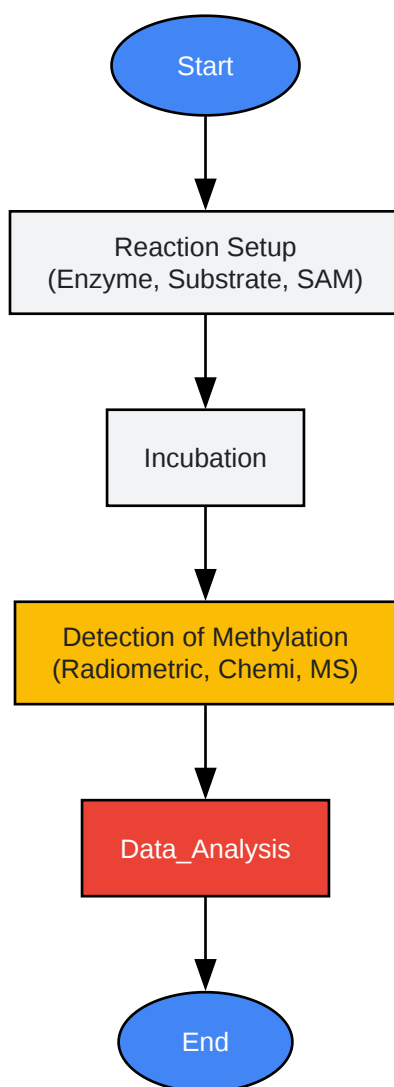 Start
Reaction Setup
(Enzyme, Substrate, SAM)
Incubation
Detection of Methylation
(Radiometric, Chemi, MS)
Data_Analysis
End